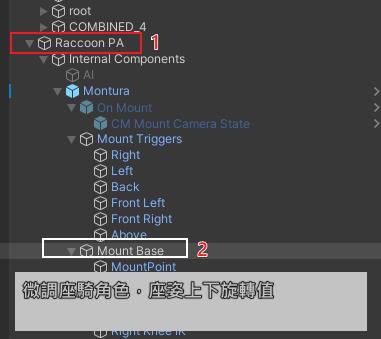 root
COMBINED_4
Raccoon PA 1
Internal Components
AI
Montura
On Mount
CM Mount Camera State
Mount Triggers
Right
Left
Back
Front Left
Front Right
Above
Mount Base 2
MountPoint
微調座騎角色，座姿上下旋轉值
Right Knee IK